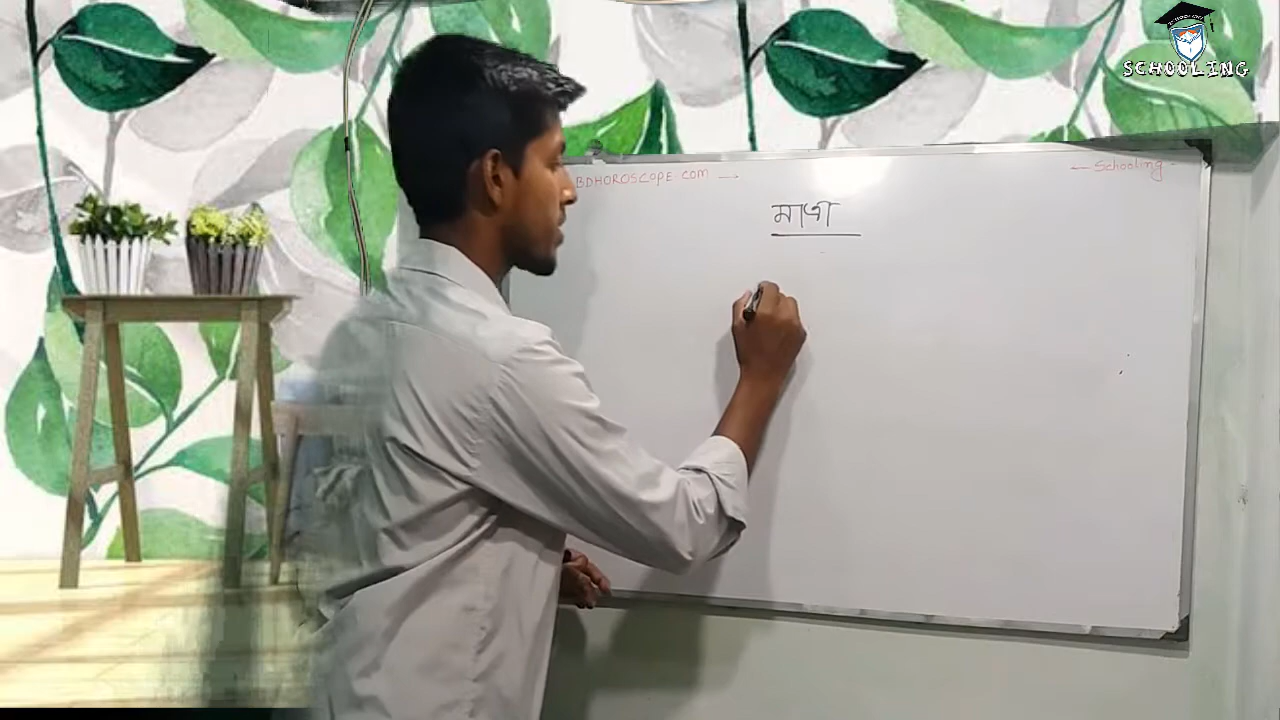 SCHOOLING
BDHOROSCOPE.COM →
← Schooling
মাত্রা